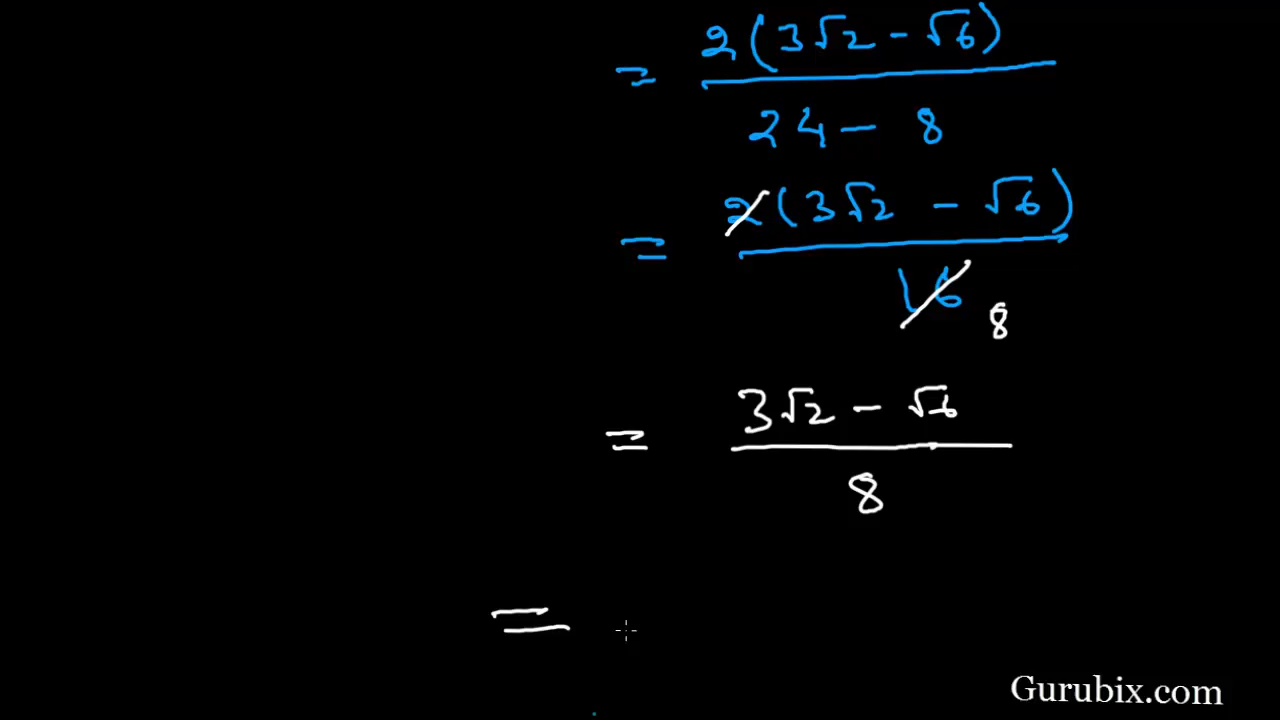 = 2(3√2 - √6)
24 - 8
= 2(3√2 - √6)
16 8
= 3√2 - √6
8
=
Gurubix.com